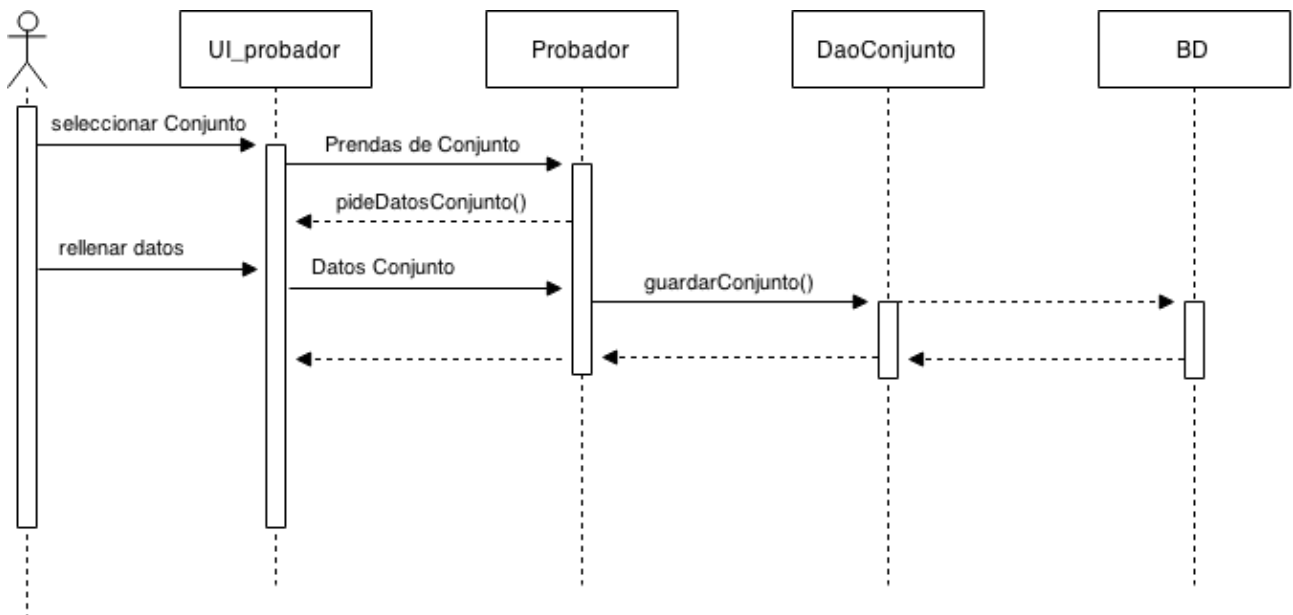 UI_probador
Probador
DaoConjunto
BD
seleccionar Conjunto
Prendas de Conjunto
pideDatosConjunto()
rellenar datos
Datos Conjunto
guardarConjunto()